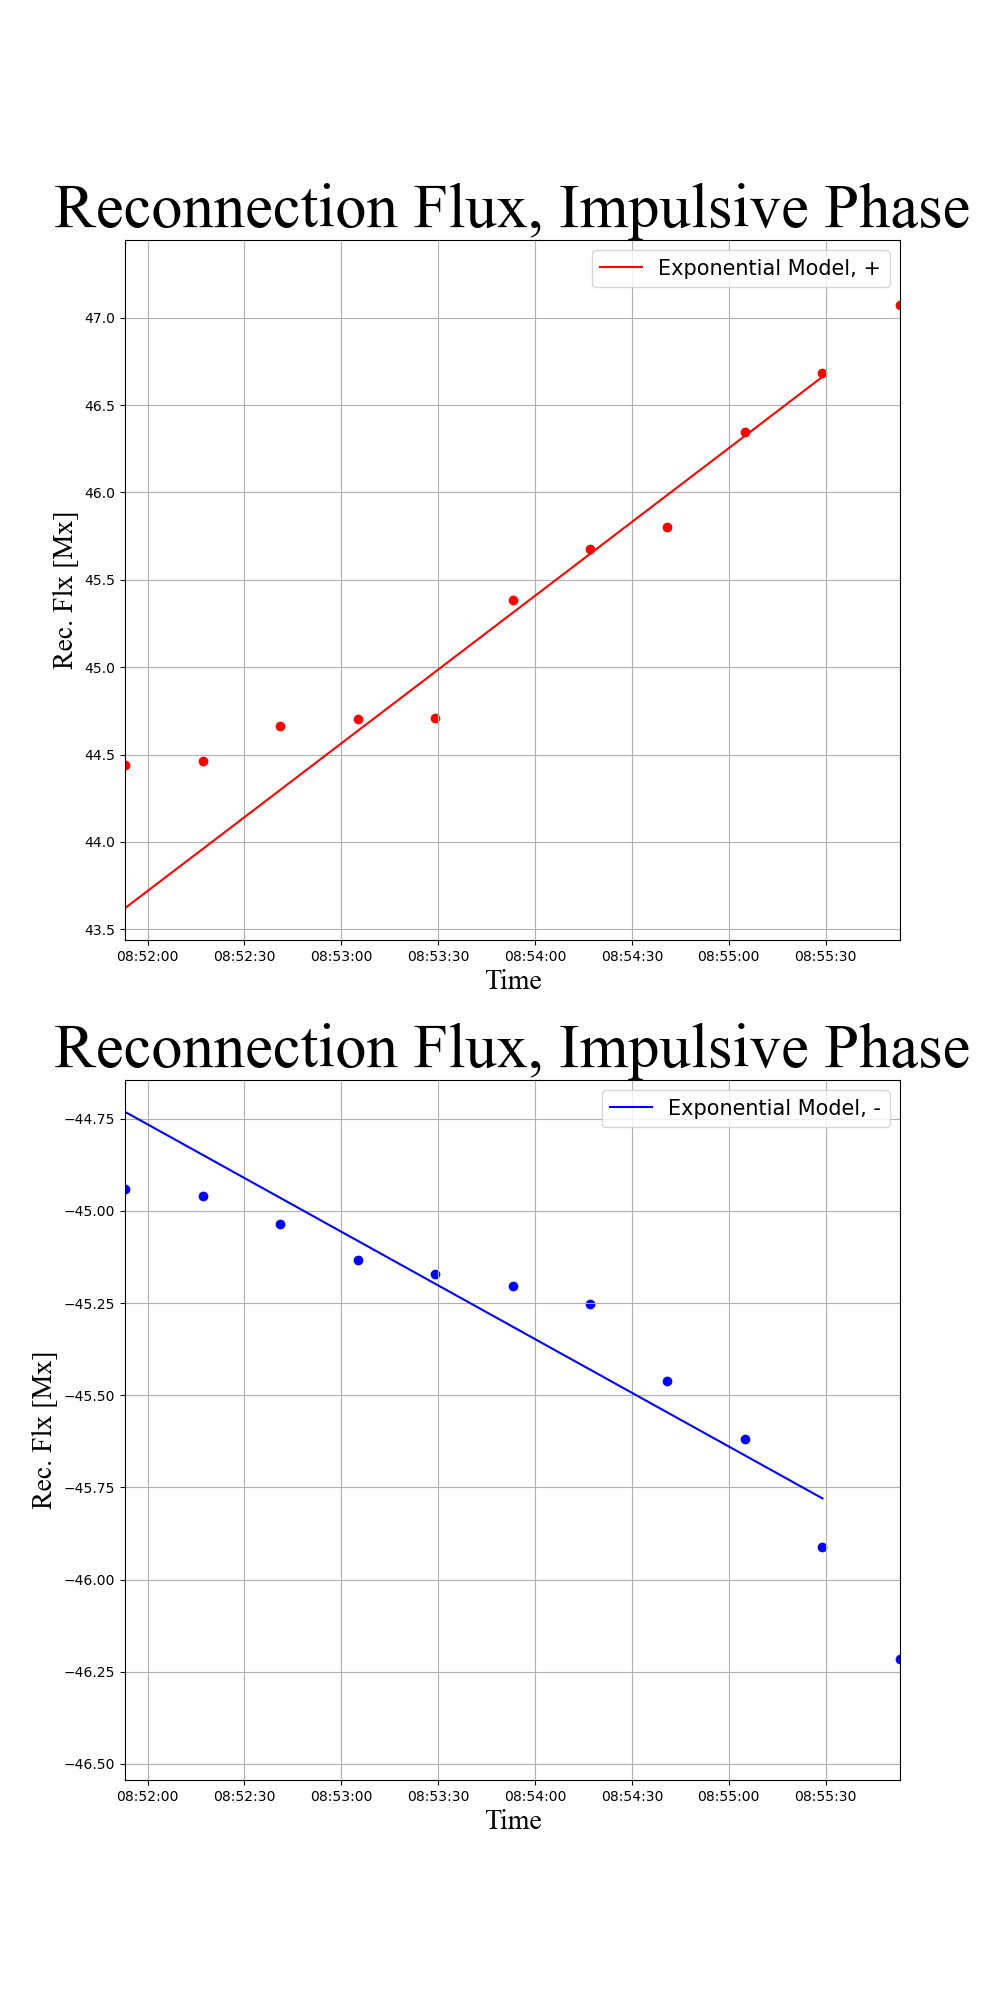 Reconnection Flux, Impulsive Phase
Exponential Model, +
47.0
46.5
46.0
45.5
45.0
44.5
44.0
43.5
Rec. Flx [Mx]
08:52:00 08:52:30 08:53:00 08:53:30 08:54:00 08:54:30 08:55:00 08:55:30
Time
Reconnection Flux, Impulsive Phase
Exponential Model, -
−44.75
−45.00
−45.25
−45.50
−45.75
−46.00
−46.25
−46.50
Rec. Flx [Mx]
08:52:00 08:52:30 08:53:00 08:53:30 08:54:00 08:54:30 08:55:00 08:55:30
Time